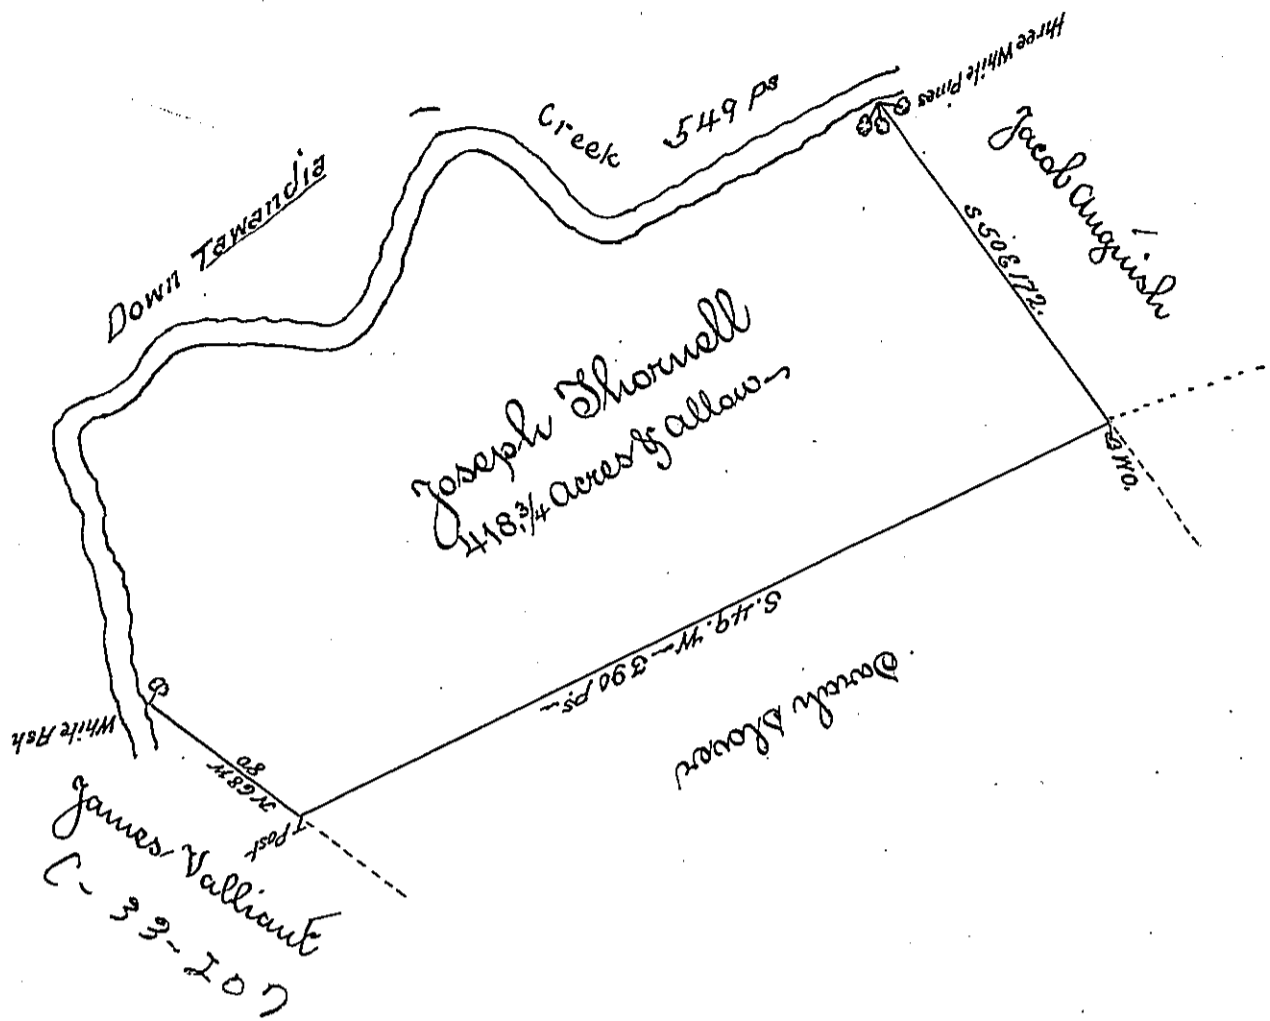 Three White Pines
Down Tawandia Creek 549 Ps
Jacob Anguish
S 50 E 172.
Joseph Thornell
418,3/4 acres & allow
W O.
S. 49. W - 390 ps -
Sarah
White Ash
N 68 W
80
Post
James Valliant
C - 33 - 207